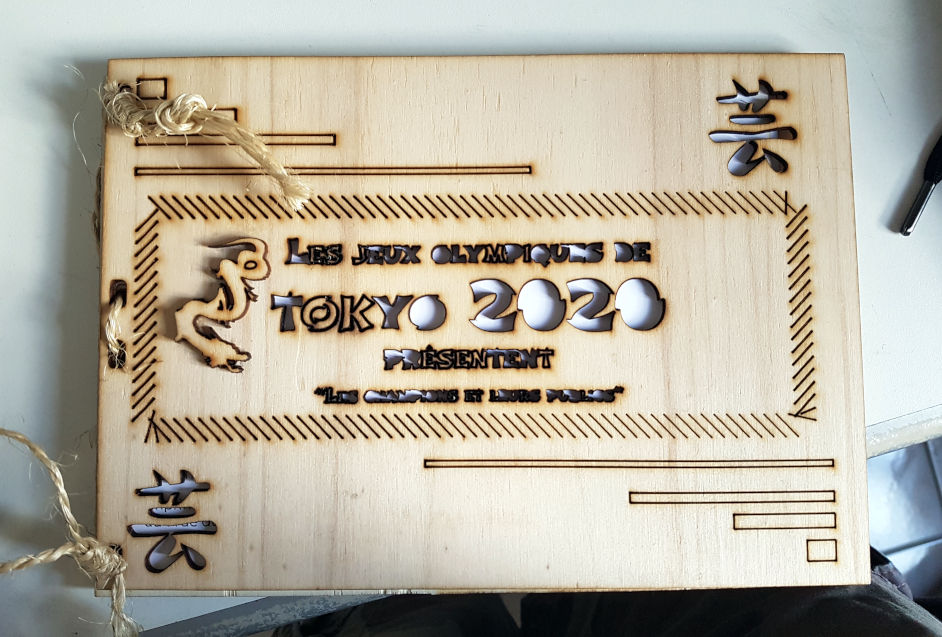 芸
LES JEUX OLYMPIQUES DE
TOKYO 2020
PRÉSENTENT
"LES CHAMPIONS ET LEURS PUBLICS"
芸